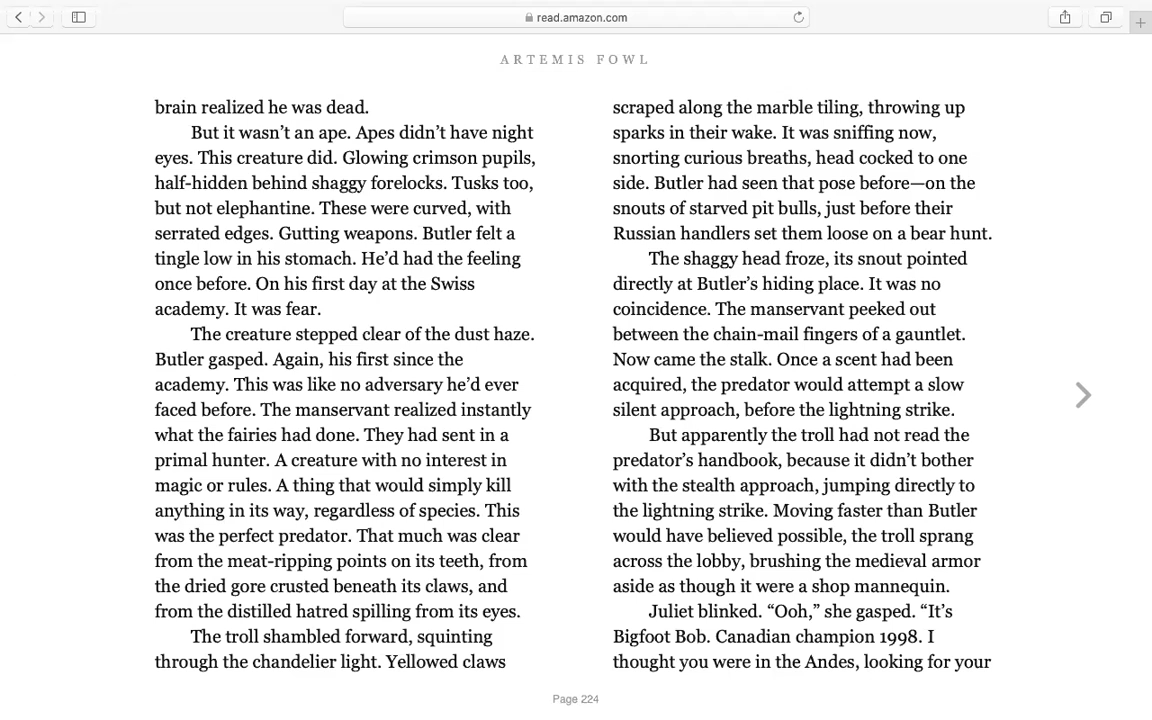 read.amazon.com
ARTEMIS FOWL
brain realized he was dead.
But it wasn’t an ape. Apes didn’t have night
eyes. This creature did. Glowing crimson pupils,
half-hidden behind shaggy forelocks. Tusks too,
but not elephantine. These were curved, with
serrated edges. Gutting weapons. Butler felt a
tingle low in his stomach. He’d had the feeling
once before. On his first day at the Swiss
academy. It was fear.
The creature stepped clear of the dust haze.
Butler gasped. Again, his first since the
academy. This was like no adversary he’d ever
faced before. The manservant realized instantly
what the fairies had done. They had sent in a
primal hunter. A creature with no interest in
magic or rules. A thing that would simply kill
anything in its way, regardless of species. This
was the perfect predator. That much was clear
from the meat-ripping points on its teeth, from
the dried gore crusted beneath its claws, and
from the distilled hatred spilling from its eyes.
The troll shambled forward, squinting
through the chandelier light. Yellowed claws
scraped along the marble tiling, throwing up
sparks in their wake. It was sniffing now,
snorting curious breaths, head cocked to one
side. Butler had seen that pose before—on the
snouts of starved pit bulls, just before their
Russian handlers set them loose on a bear hunt.
The shaggy head froze, its snout pointed
directly at Butler’s hiding place. It was no
coincidence. The manservant peeked out
between the chain-mail fingers of a gauntlet.
Now came the stalk. Once a scent had been
acquired, the predator would attempt a slow
silent approach, before the lightning strike.
But apparently the troll had not read the
predator’s handbook, because it didn’t bother
with the stealth approach, jumping directly to
the lightning strike. Moving faster than Butler
would have believed possible, the troll sprang
across the lobby, brushing the medieval armor
aside as though it were a shop mannequin.
Juliet blinked. “Ooh,” she gasped. “It’s
Bigfoot Bob. Canadian champion 1998. I
thought you were in the Andes, looking for your
Page 224